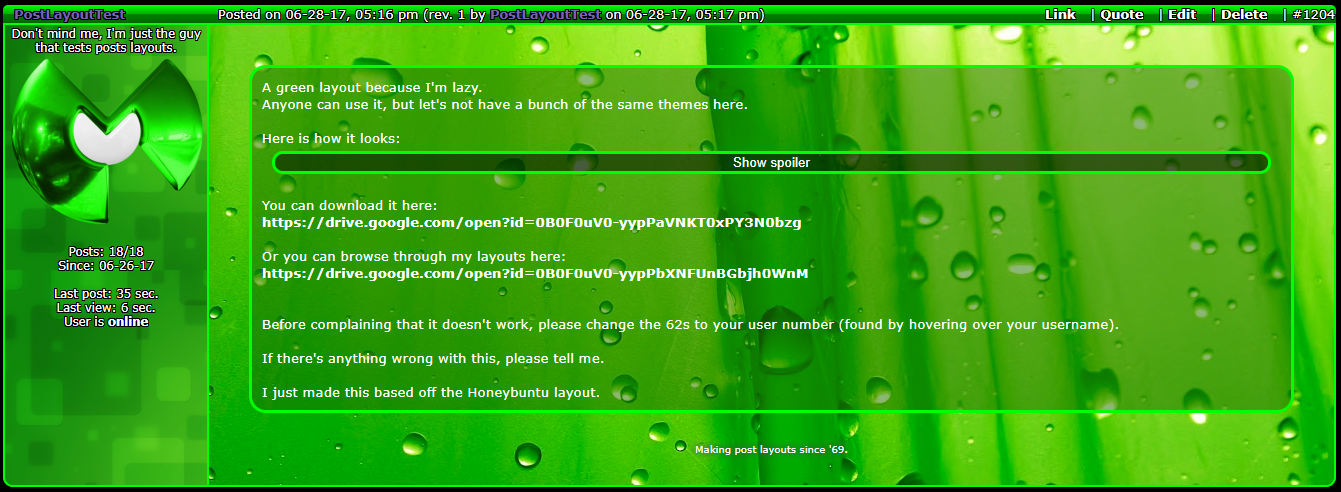 PostLayoutTest
Posted on 06-28-17, 05:16 pm (rev. 1 by PostLayoutTest on 06-28-17, 05:17 pm)
Link | Quote | Edit | Delete | #1204
Don't mind me, I'm just the guy
that tests posts layouts.
Posts: 18/18
Since: 06-26-17
Last post: 35 sec.
Last view: 6 sec.
User is online
A green layout because I'm lazy.
Anyone can use it, but let's not have a bunch of the same themes here.
Here is how it looks:
Show spoiler
You can download it here:
https://drive.google.com/open?id=0B0F0uV0-yypPaVNKT0xPY3N0bzg
Or you can browse through my layouts here:
https://drive.google.com/open?id=0B0F0uV0-yypPbXNFUnBGbjh0WnM
Before complaining that it doesn't work, please change the 62s to your user number (found by hovering over your username).
If there's anything wrong with this, please tell me.
I just made this based off the Honeybuntu layout.
Making post layouts since '69.